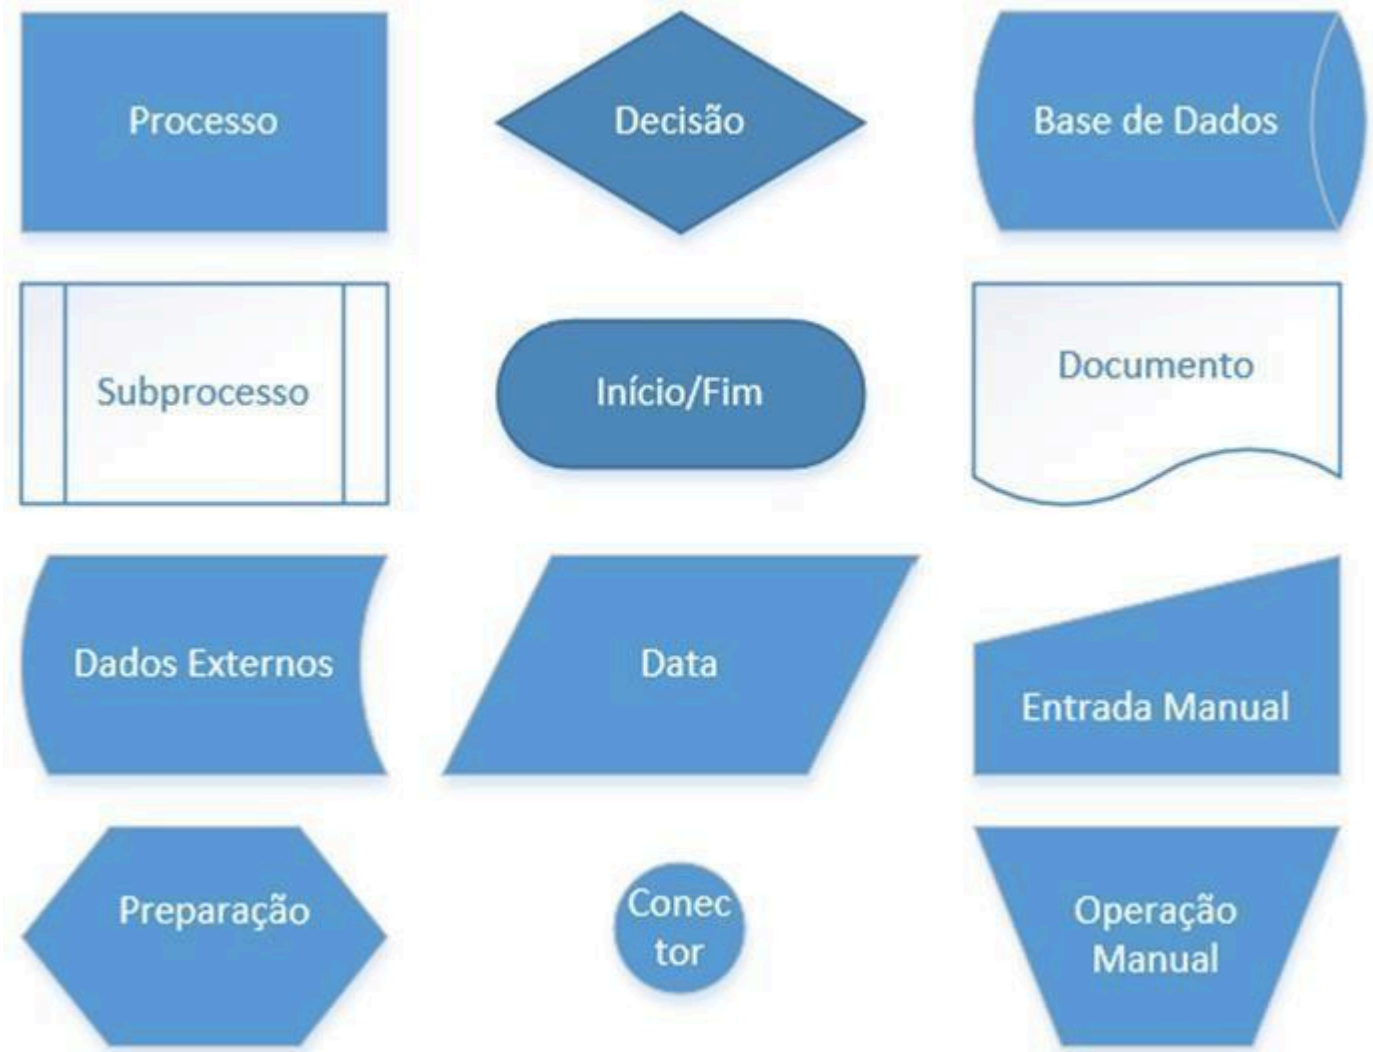 Processo
Decisão
Base de Dados
Subprocesso
Início/Fim
Documento
Dados Externos
Data
Entrada Manual
Preparação
Conec
tor
Operação
Manual